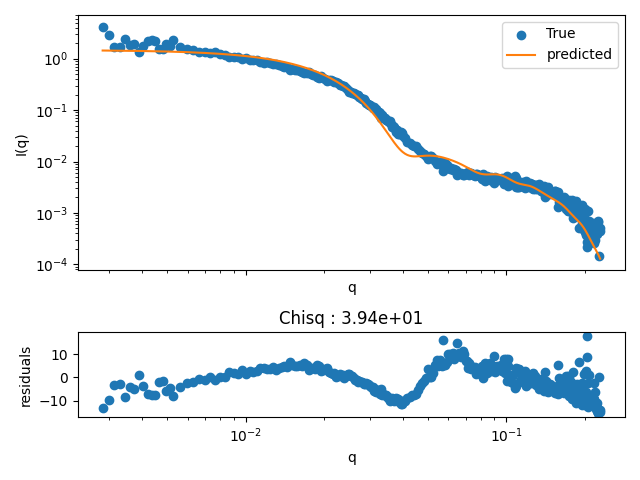 10⁰
10⁻¹
10⁻²
10⁻³
10⁻⁴
I(q)
True
predicted
q
Chisq : 3.94e+01
10
0
−10
residuals
10⁻²
10⁻¹
q